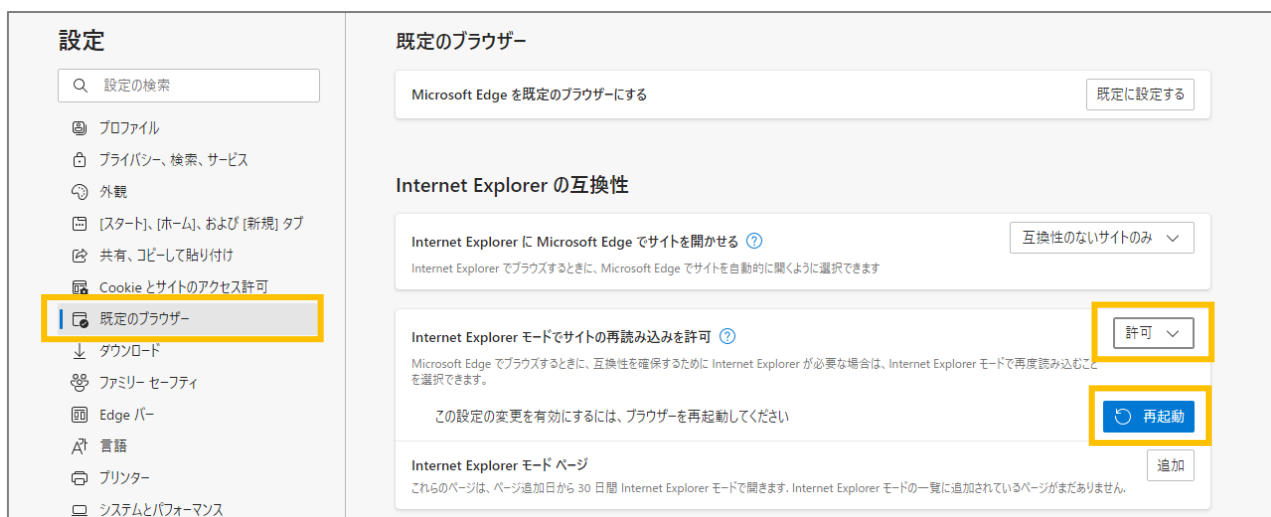 設定
設定の検索
プロファイル
プライバシー、検索、サービス
外観
[スタート]、[ホーム]、および [新規] タブ
共有、コピーして貼り付け
Cookie とサイトのアクセス許可
既定のブラウザー
ダウンロード
ファミリー セーフティ
Edge バー
言語
プリンター
システムとパフォーマンス
既定のブラウザー
Microsoft Edge を既定のブラウザーにする
既定に設定する
Internet Explorer の互換性
Internet Explorer に Microsoft Edge でサイトを開かせる
互換性のないサイトのみ
Internet Explorer でブラウズするときに、Microsoft Edge でサイトを自動的に開くように選択できます
Internet Explorer モードでサイトの再読み込みを許可
許可
Microsoft Edge でブラウズするときに、互換性を確保するために Internet Explorer が必要な場合は、Internet Explorer モードで再度読み込むこと
を選択できます。
この設定の変更を有効にするには、ブラウザーを再起動してください
再起動
Internet Explorer モード ページ
追加
これらのページは、ページ追加日から 30 日間 Internet Explorer モードで開きます. Internet Explorer モードの一覧に追加されているページがまだありません.